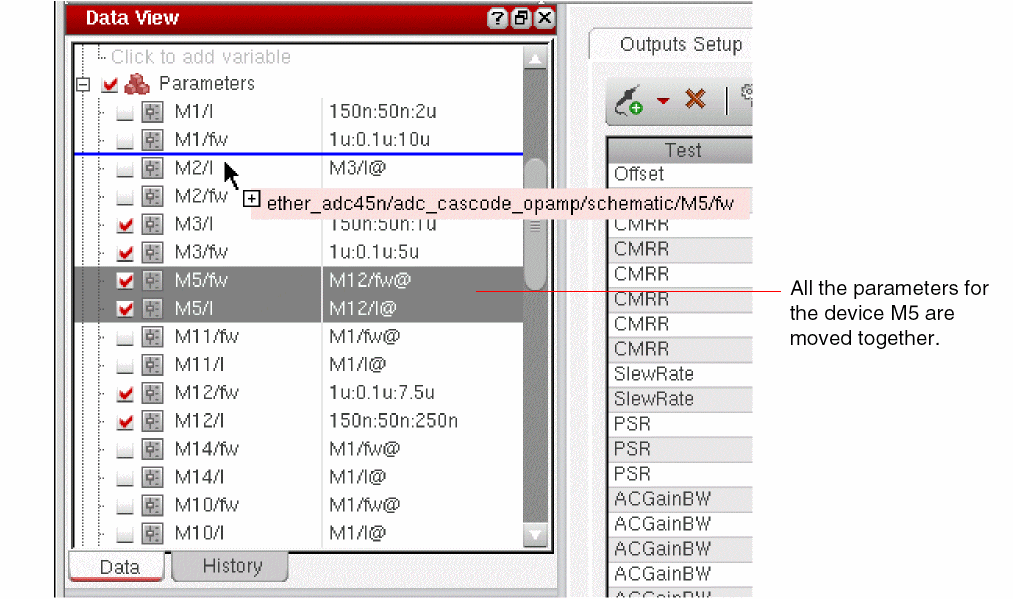 Data View
Click to add variable
Parameters
M1/l 150n:50n:2u
M1/fw 1u:0.1u:10u
M2/l M3/l@
M2/fw
ether_adc45n/adc_cascode_opamp/schematic/M5/fw
M3/l 150n:50n:1u
M3/fw 1u:0.1u:5u
M5/fw M12/fw@
M5/l M12/l@
M11/fw M1/fw@
M11/l M1/l@
M12/fw 1u:0.1u:7.5u
M12/l 150n:50n:250n
M14/fw M1/fw@
M14/l M1/l@
M10/fw M1/fw@
M10/l M1/l@
Data History
Outputs Setup
Test
Offset
CMRR
CMRR
CMRR
CMRR
CMRR
CMRR
SlewRate
SlewRate
PSR
PSR
PSR
ACGainBW
ACGainBW
ACGainBW
ACGainBW
ACGainBW
All the parameters for
the device M5 are
moved together.